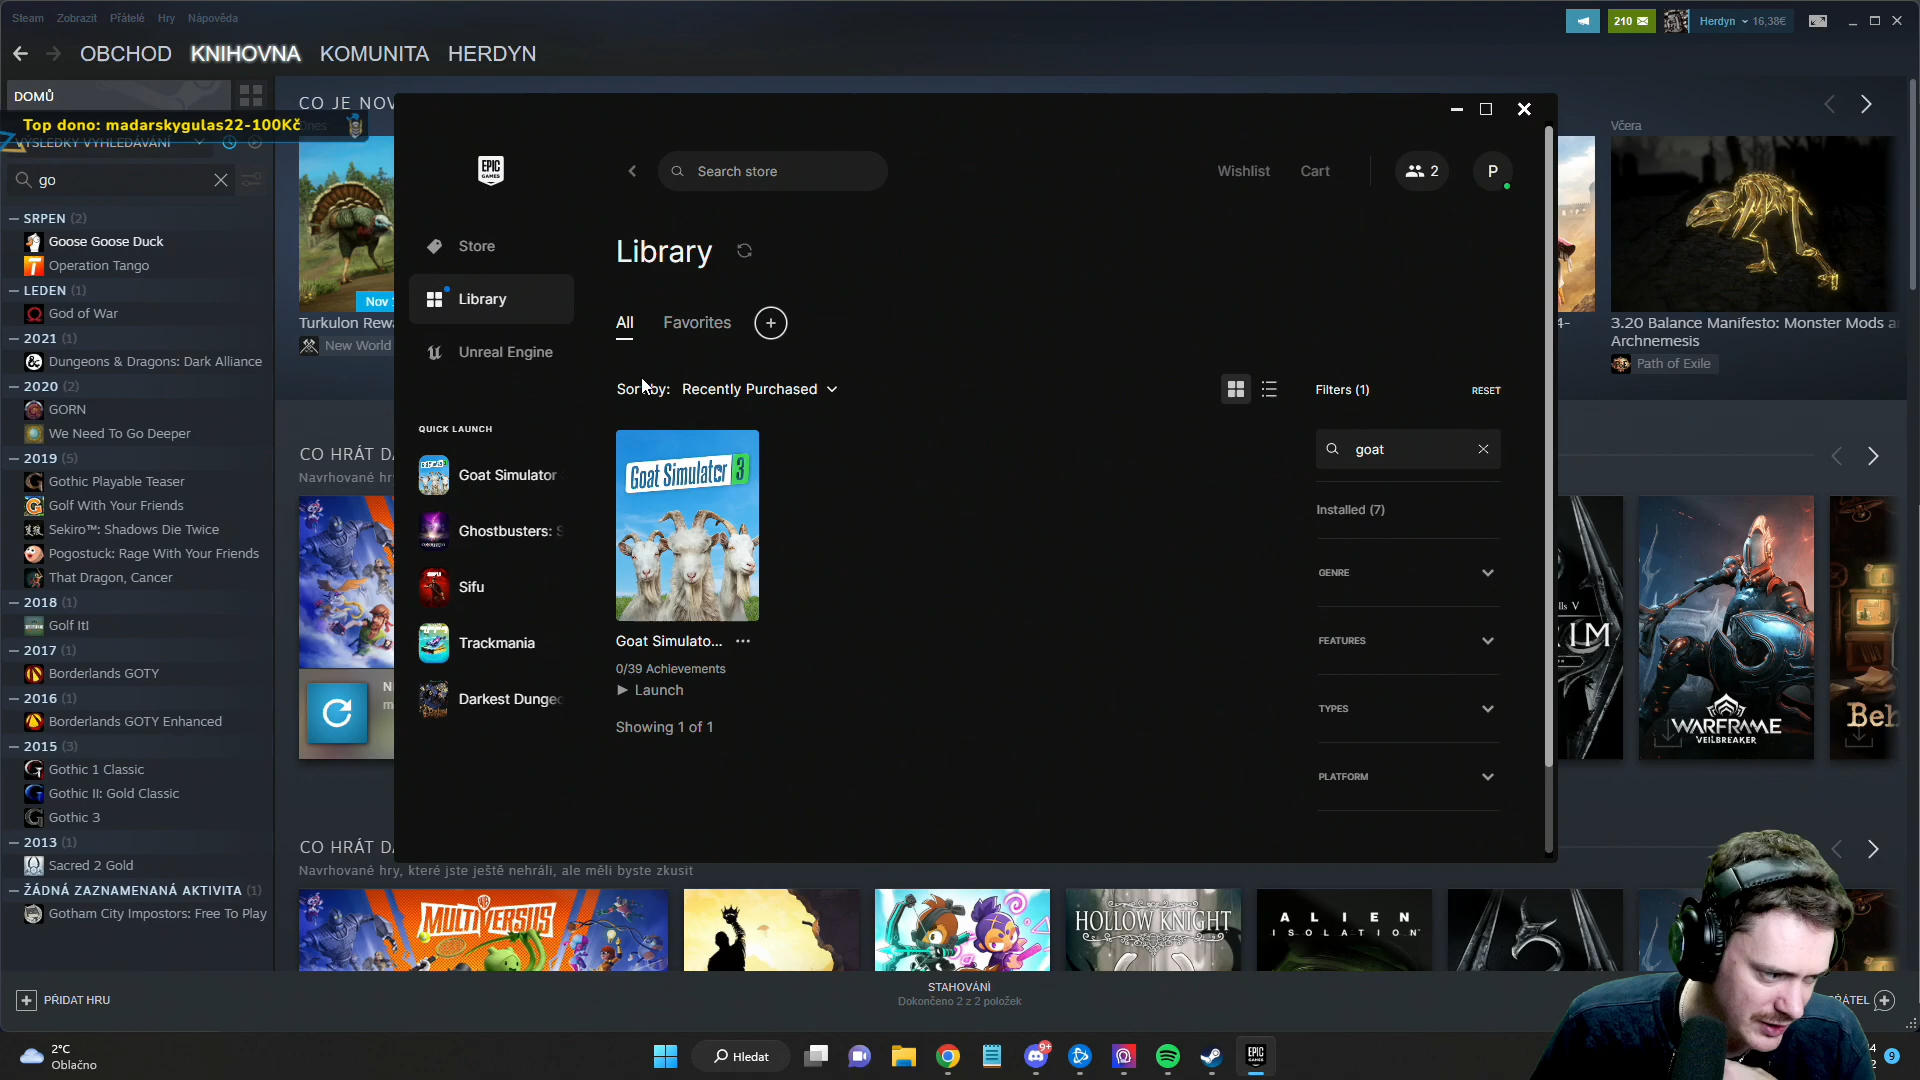 Steam Zobrazit Přátelé Hry Nápověda
210
Herdyn 16,38€
OBCHOD KNIHOVNA KOMUNITA HERDYN
DOMŮ
Top dono: madarskygulas22-100Kč
VÝSLEDKY VYHLEDÁVÁNÍ
go
SRPEN (2)
Goose Goose Duck
Operation Tango
LEDEN (1)
God of War
2021 (1)
Dungeons & Dragons: Dark Alliance
2020 (2)
GORN
We Need To Go Deeper
2019 (5)
Gothic Playable Teaser
Golf With Your Friends
Sekiro™: Shadows Die Twice
Pogostuck: Rage With Your Friends
That Dragon, Cancer
2018 (1)
Golf It!
2017 (1)
Borderlands GOTY
2016 (1)
Borderlands GOTY Enhanced
2015 (3)
Gothic 1 Classic
Gothic II: Gold Classic
Gothic 3
2013 (1)
Sacred 2 Gold
ŽÁDNÁ ZAZNAMENANÁ AKTIVITA (1)
Gotham City Impostors: Free To Play
CO JE NOV
Nov
Turkulon Rew
New World
CO HRÁT D
Navrhované hr
N
m
CO HRÁT D
Navrhované hry, které jste ještě nehráli, ale měli byste zkusit
MULTIVERSUS
HOLLOW KNIGHT
ALIEN
ISOLATION
EPIC
GAMES
Search store
Wishlist Cart
2
P
Store
Library
Unreal Engine
QUICK LAUNCH
Goat Simulator
Ghostbusters: S
Sifu
Trackmania
Darkest Dunge
Library
All Favorites
Sort by: Recently Purchased
Goat Simulator 3
Goat Simulato...
0/39 Achievements
Launch
Showing 1 of 1
Filters (1) RESET
goat
Installed (7)
GENRE
FEATURES
TYPES
PLATFORM
Včera
3.20 Balance Manifesto: Monster Mods a
Archnemesis
Path of Exile
lls V
IM
WARFRAME
VEILBREAKER
Beh
PŘIDAT HRU
STAHOVÁNÍ
Dokončeno 2 z 2 položek
ÁTEL
2°C
Oblačno
Hledat
9+
EPIC
9